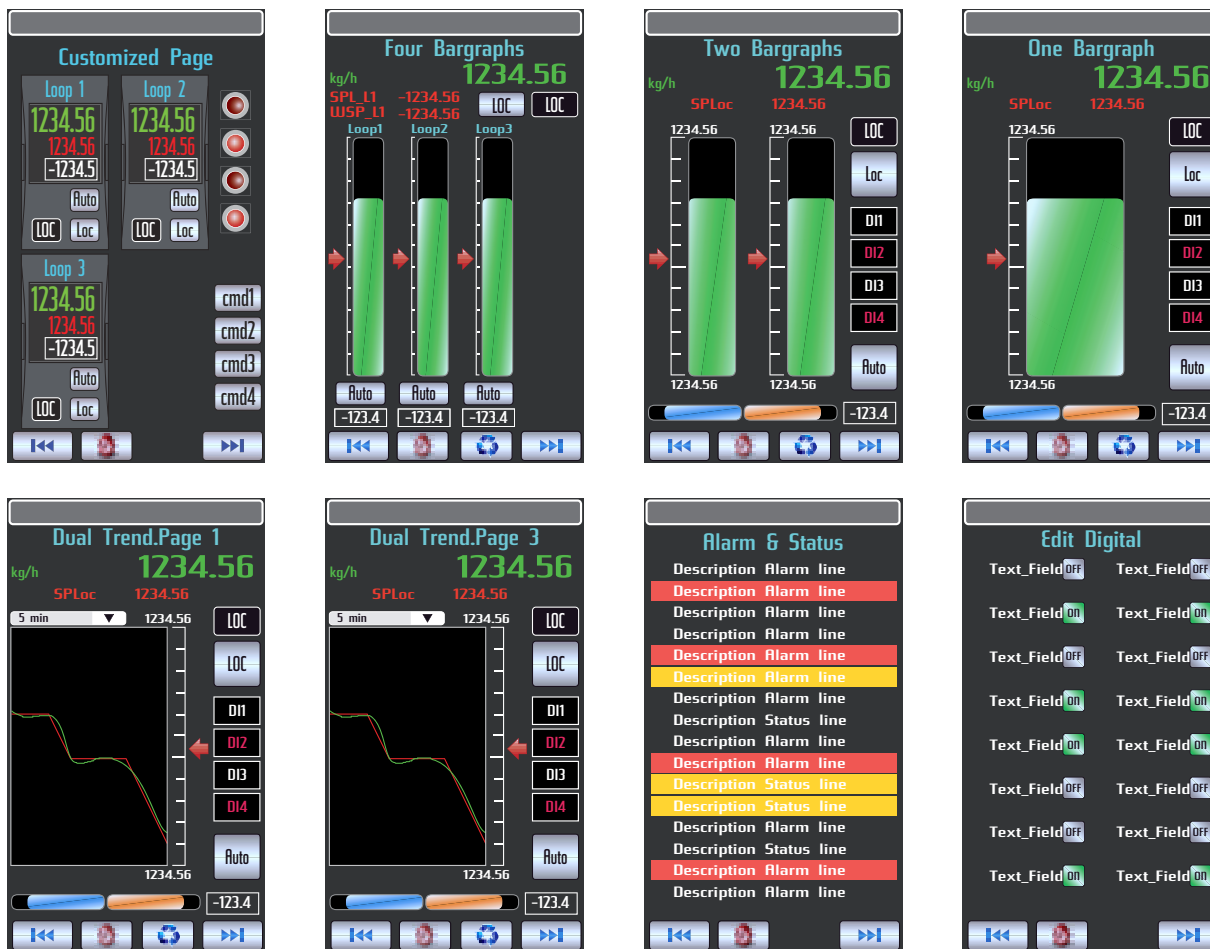 Customized Page
Loop 1
1234.56
1234.56
-1234.5
Auto
LOC Loc
Loop 2
1234.56
1234.56
-1234.5
Auto
LOC Loc
Loop 3
1234.56
1234.56
-1234.5
Auto
LOC Loc
cmd1
cmd2
cmd3
cmd4
Four Bargraphs
kg/h 1234.56
SPL_L1 -1234.56
WSP_L1 -1234.56
LOC LOC
Loop1 Loop2 Loop3
Auto Auto Auto
-123.4 -123.4 -123.4
Two Bargraphs
kg/h 1234.56
SPLoc 1234.56
1234.56 1234.56
LOC
Loc
DI1
DI2
DI3
DI4
Auto
1234.56 1234.56
-123.4
One Bargraph
kg/h 1234.56
SPLoc 1234.56
1234.56
LOC
Loc
DI1
DI2
DI3
DI4
Auto
1234.56
-123.4
Dual Trend.Page 1
kg/h 1234.56
SPLoc 1234.56
5 min 1234.56
LOC
LOC
DI1
DI2
DI3
DI4
Auto
1234.56
-123.4
Dual Trend.Page 3
kg/h 1234.56
SPLoc 1234.56
5 min 1234.56
LOC
LOC
DI1
DI2
DI3
DI4
Auto
1234.56
-123.4
Alarm & Status
Description Alarm line
Description Alarm line
Description Alarm line
Description Alarm line
Description Alarm line
Description Alarm line
Description Alarm line
Description Status line
Description Alarm line
Description Alarm line
Description Status line
Description Status line
Description Alarm line
Description Status line
Description Alarm line
Description Alarm line
Edit Digital
Text_Field OFF Text_Field OFF
Text_Field on Text_Field on
Text_Field OFF Text_Field OFF
Text_Field on Text_Field on
Text_Field on Text_Field on
Text_Field OFF Text_Field OFF
Text_Field OFF Text_Field OFF
Text_Field on Text_Field on